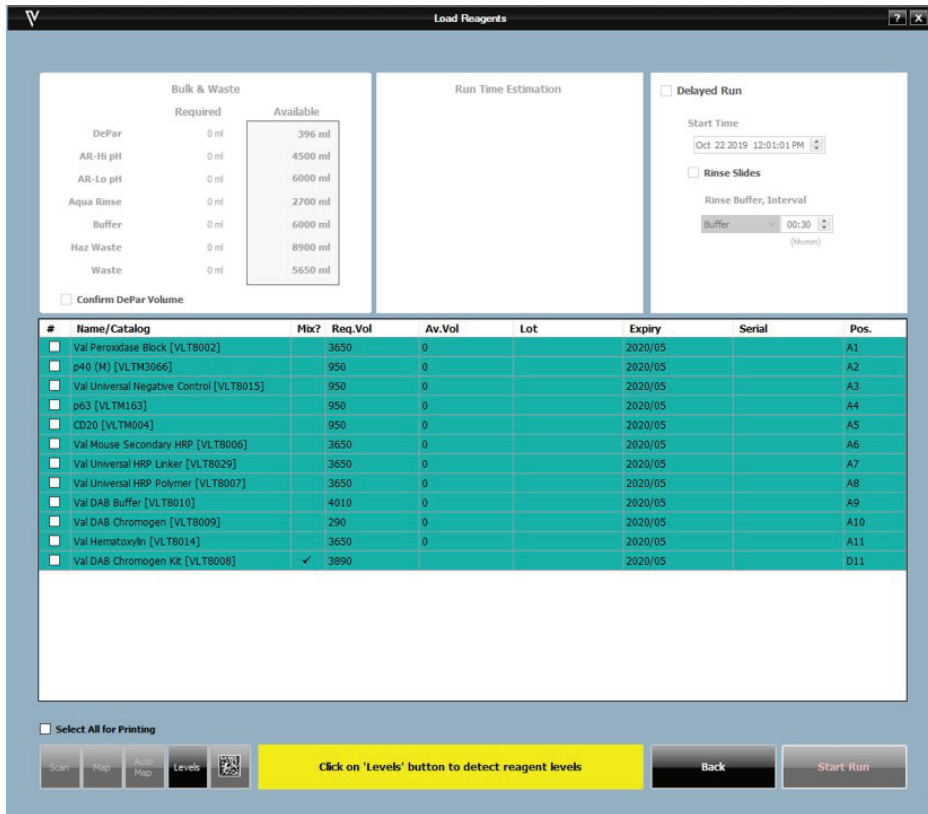 Load Reagents
? X
Bulk & Waste
Required Available
DePar 0 ml 396 ml
AR-Hi pH 0 ml 4500 ml
AR-Lo pH 0 ml 6000 ml
Aqua Rinse 0 ml 2700 ml
Buffer 0 ml 6000 ml
Haz Waste 0 ml 8900 ml
Waste 0 ml 5650 ml
Confirm DePar Volume
Run Time Estimation
Delayed Run
Start Time
Oct 22 2019 12:01:01 PM
Rinse Slides
Rinse Buffer, Interval
Buffer 00:30
(hh:mm)
# Name/Catalog Mix? Req.Vol Av.Vol Lot Expiry Serial Pos.
Val Peroxidase Block [VLT8002] 3650 0 2020/05 A1
p40 (M) [VLTM3066] 950 0 2020/05 A2
Val Universal Negative Control [VLT8015] 950 0 2020/05 A3
p63 [VLTM163] 950 0 2020/05 A4
CD20 [VLTM004] 950 0 2020/05 A5
Val Mouse Secondary HRP [VLT8006] 3650 0 2020/05 A6
Val Universal HRP Linker [VLT8029] 3650 0 2020/05 A7
Val Universal HRP Polymer [VLT8007] 3650 0 2020/05 A8
Val DAB Buffer [VLT8010] 4010 0 2020/05 A9
Val DAB Chromogen [VLT8009] 290 0 2020/05 A10
Val Hematoxylin [VLT8014] 3650 0 2020/05 A11
Val DAB Chromogen Kit [VLT8008] ✓ 3890 2020/05 D11
Select All for Printing
Scan Map Auto Map Levels Click on 'Levels' button to detect reagent levels Back Start Run